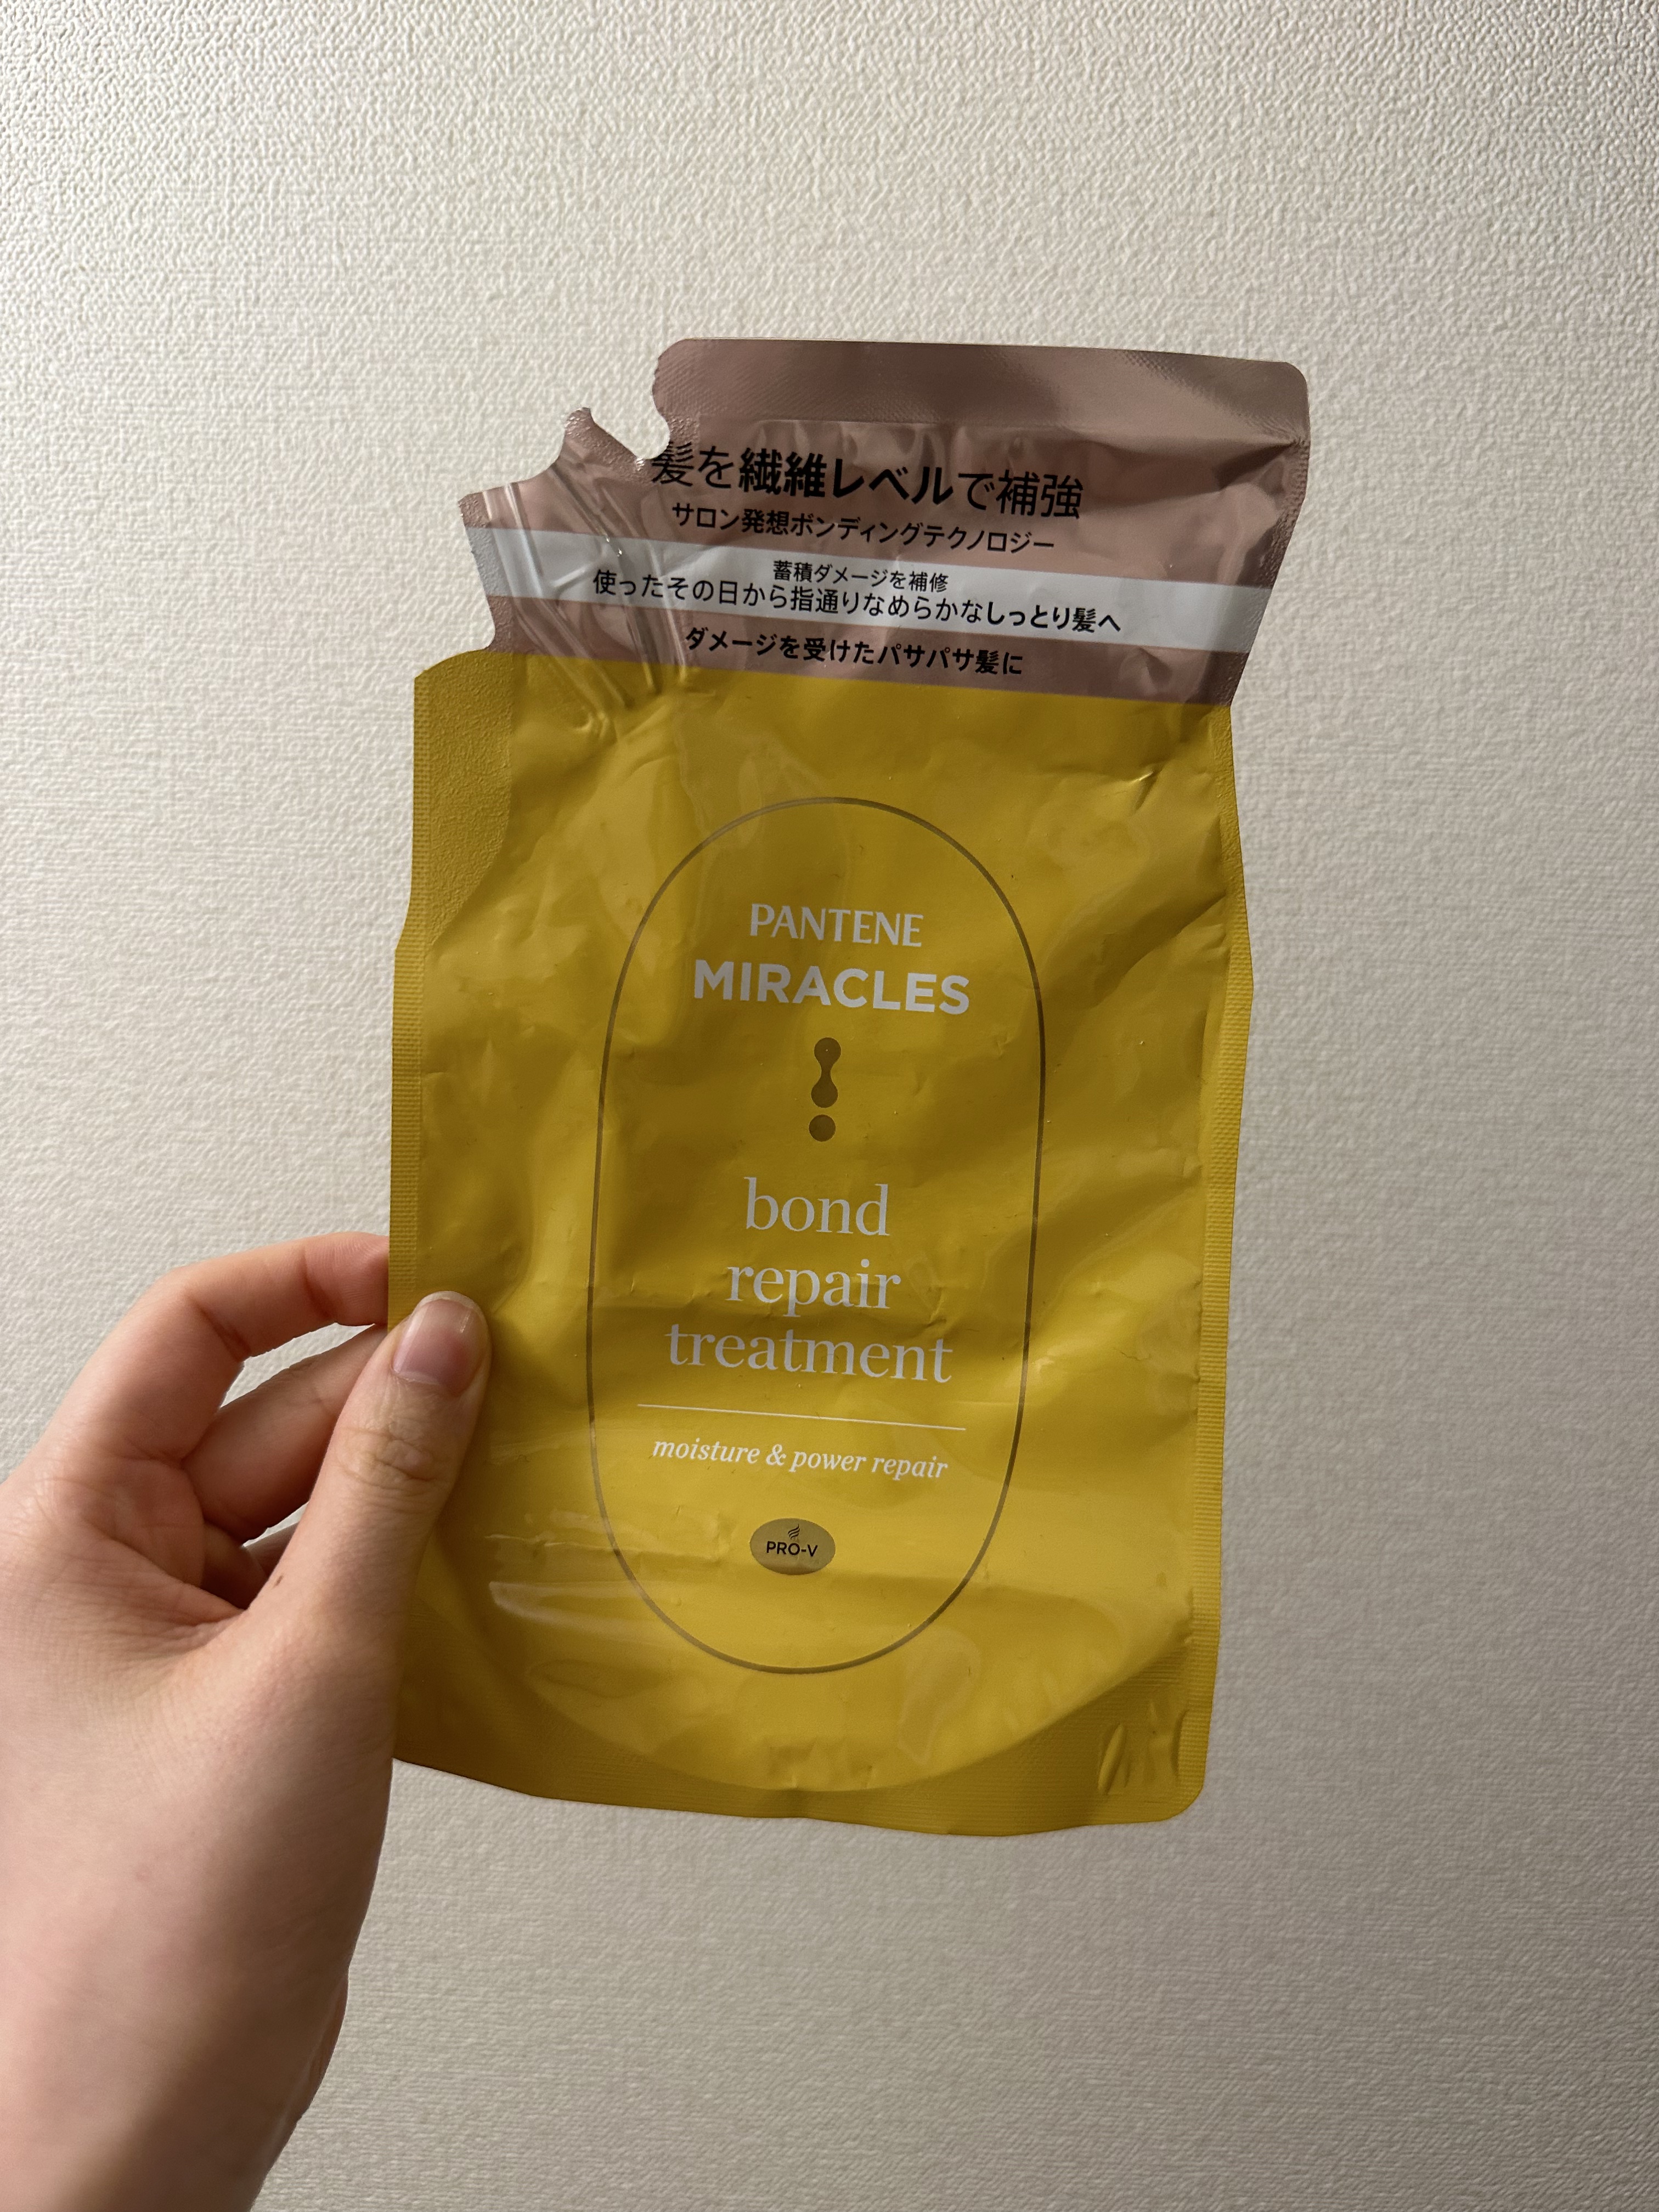 髪を繊維レベルで補強
サロン発想ボンディングテクノロジー
蓄積ダメージを補修
使ったその日から指通りなめらかなしっとり髪へ
ダメージを受けたパサパサ髪に
PANTENE
MIRACLES
bond
repair
treatment
moisture & power repair
PRO-V